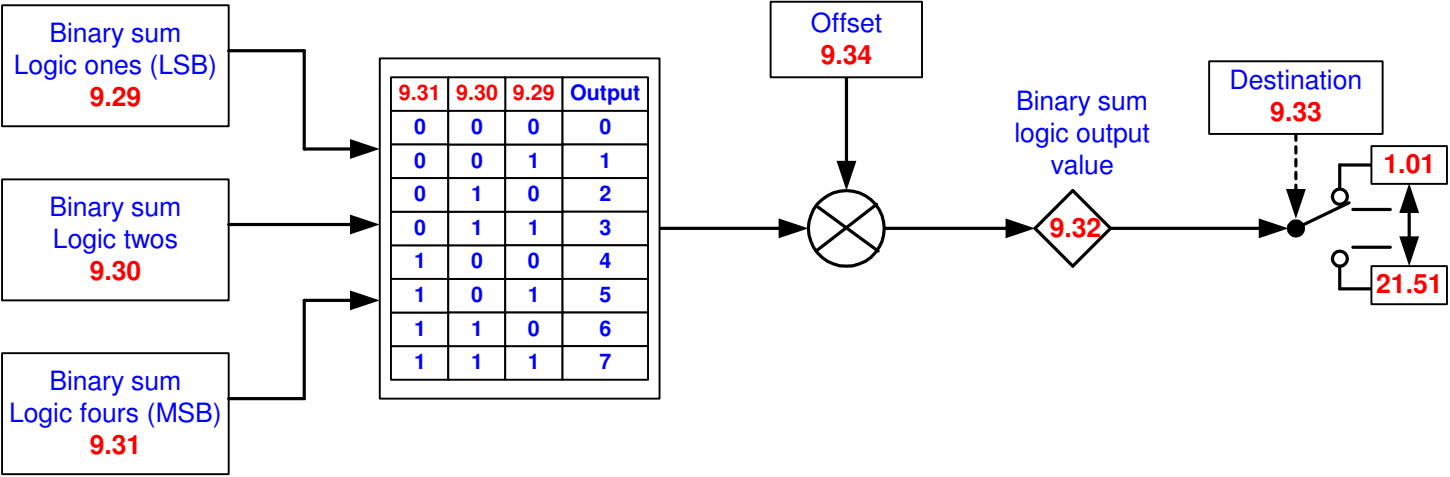 Binary sum
Logic ones (LSB)
9.29
Binary sum
Logic twos
9.30
Binary sum
Logic fours (MSB)
9.31
9.31 9.30 9.29 Output
0 0 0 0
0 0 1 1
0 1 0 2
0 1 1 3
1 0 0 4
1 0 1 5
1 1 0 6
1 1 1 7
Offset
9.34
Binary sum
logic output
value
9.32
Destination
9.33
1.01
21.51